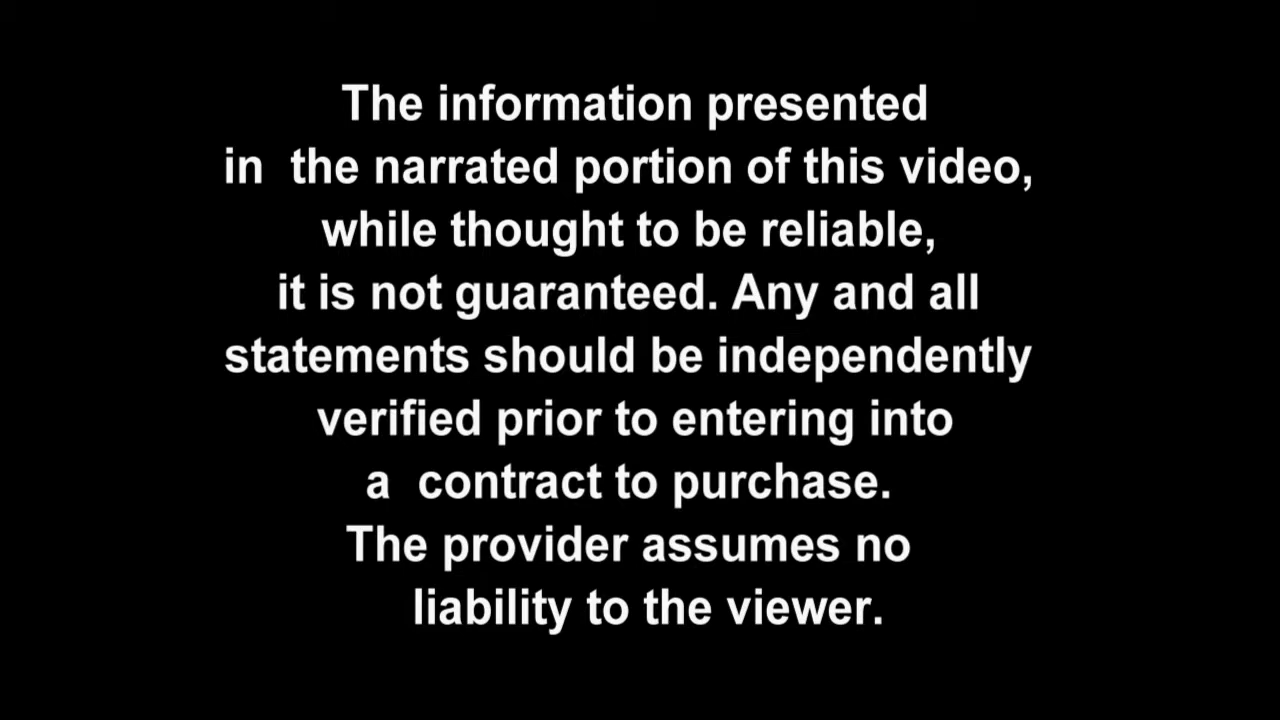 The information presented
in  the narrated portion of this video,
while thought to be reliable,
it is not guaranteed. Any and all
statements should be independently
verified prior to entering into
a  contract to purchase.
The provider assumes no
liability to the viewer.